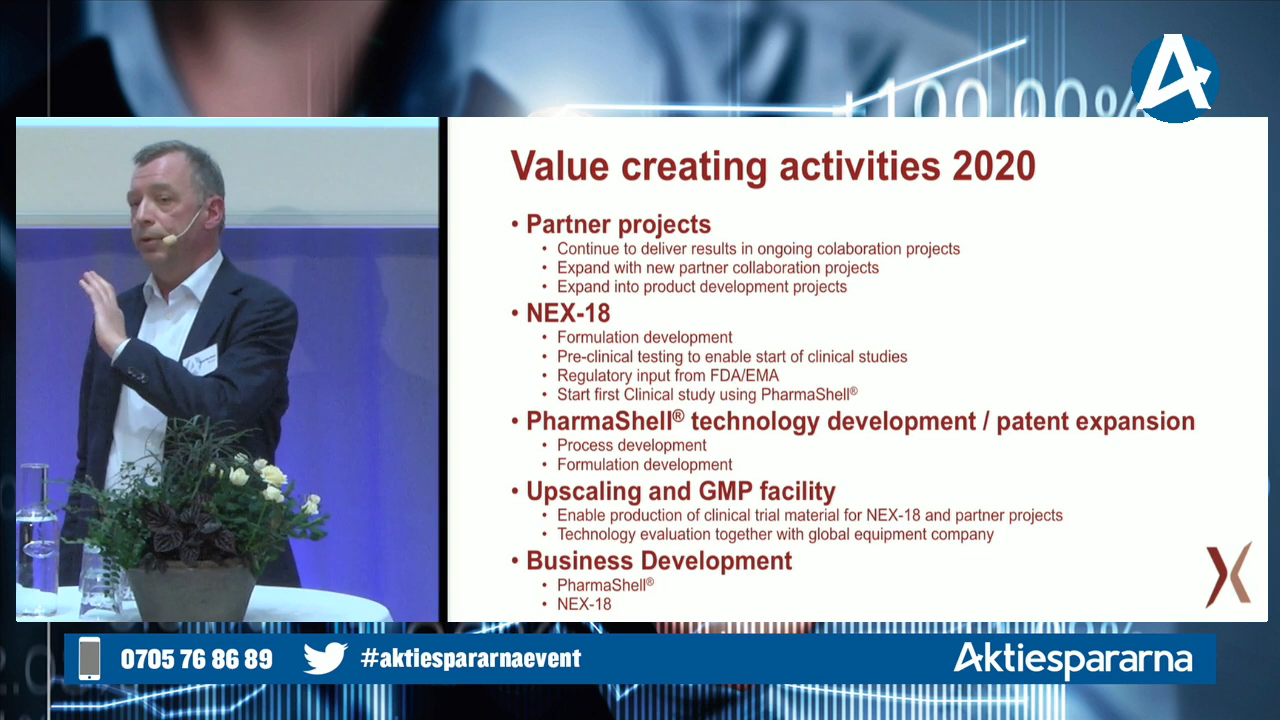 +100.00%
Value creating activities 2020
• Partner projects
• Continue to deliver results in ongoing colaboration projects
• Expand with new partner collaboration projects
• Expand into product development projects
• NEX-18
• Formulation development
• Pre-clinical testing to enable start of clinical studies
• Regulatory input from FDA/EMA
• Start first Clinical study using PharmaShell®
• PharmaShell® technology development / patent expansion
• Process development
• Formulation development
• Upscaling and GMP facility
• Enable production of clinical trial material for NEX-18 and partner projects
• Technology evaluation together with global equipment company
• Business Development
• PharmaShell®
• NEX-18
0705 76 86 89
#aktiespararnaevent
Aktiespararna